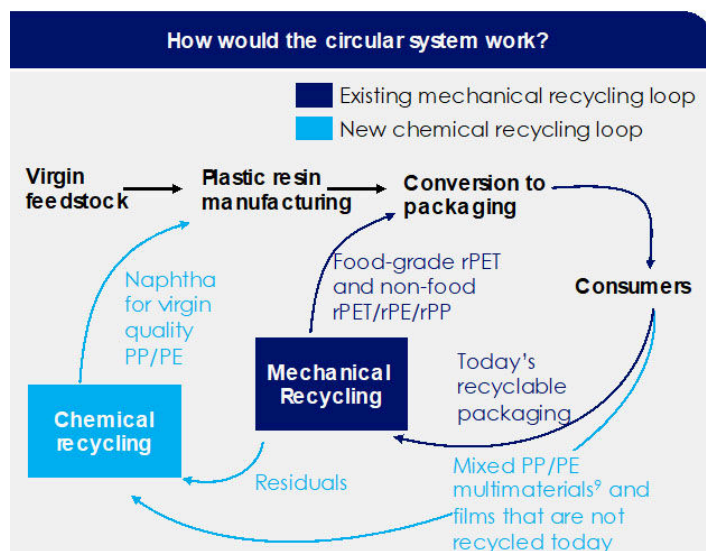 How would the circular system work?
Existing mechanical recycling loop
New chemical recycling loop
Virgin
feedstock
Plastic resin
manufacturing
Conversion to
packaging
Consumers
Naphtha
for virgin
quality
PP/PE
Food-grade rPET
and non-food
rPET/rPE/rPP
Mechanical
Recycling
Today's
recyclable
packaging
Chemical
recycling
Residuals
Mixed PP/PE
multimaterials⁹ and
films that are not
recycled today